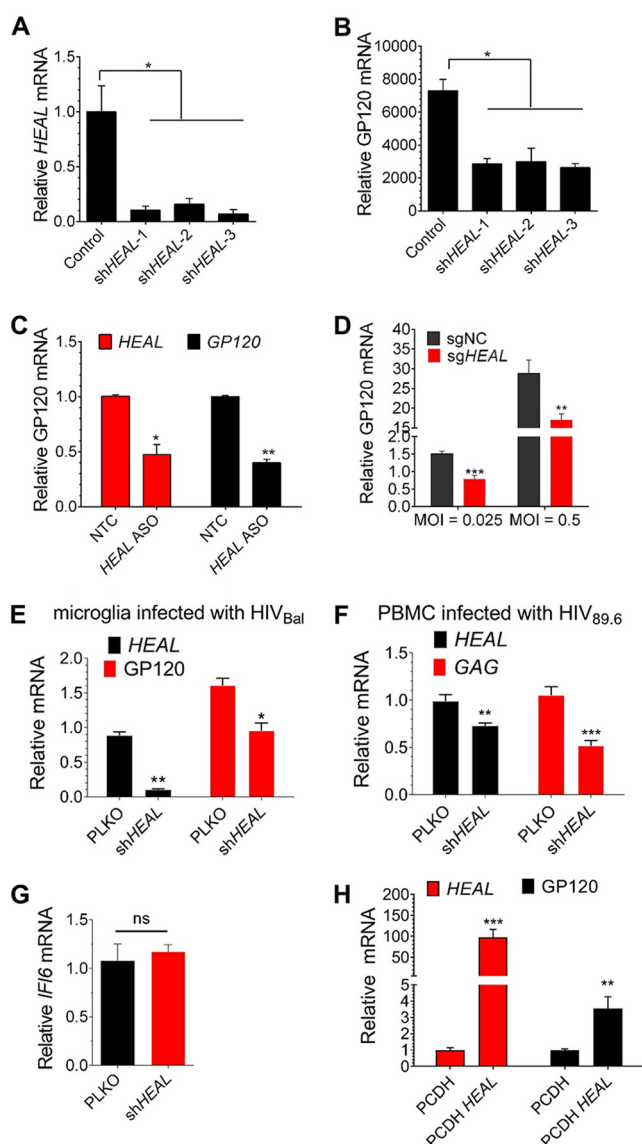 A
Relative HEAL mRNA
1.5
1.0
0.5
0.0
*
Control
shHEAL-1
shHEAL-2
shHEAL-3
B
Relative GP120 mRNA
10000
8000
6000
4000
2000
0
*
Control
shHEAL-1
shHEAL-2
shHEAL-3
C
HEAL GP120
Relative GP120 mRNA
1.5
1.0
0.5
0.0
*
**
NTC
HEAL ASO
NTC
HEAL ASO
D
sgNC
sgHEAL
Relative GP120 mRNA
40
35
30
25
20
15
2.0
1.5
1.0
0.5
0.0
***
**
MOI = 0.025 MOI = 0.5
E microglia infected with HIVBal
HEAL
GP120
Relative mRNA
2.0
1.5
1.0
0.5
0.0
**
*
PLKO
shHEAL
PLKO
shHEAL
F PBMC infected with HIV89.6
HEAL
GAG
Relative mRNA
1.5
1.0
0.5
0.0
**
***
PLKO
shHEAL
PLKO
shHEAL
G
Relative IFI6 mRNA
1.5
1.0
0.5
0.0
ns
PLKO
shHEAL
H
HEAL GP120
Relative mRNA
200
150
100
50
6
5
4
3
2
1
0
***
**
PCDH
PCDH HEAL
PCDH
PCDH HEAL